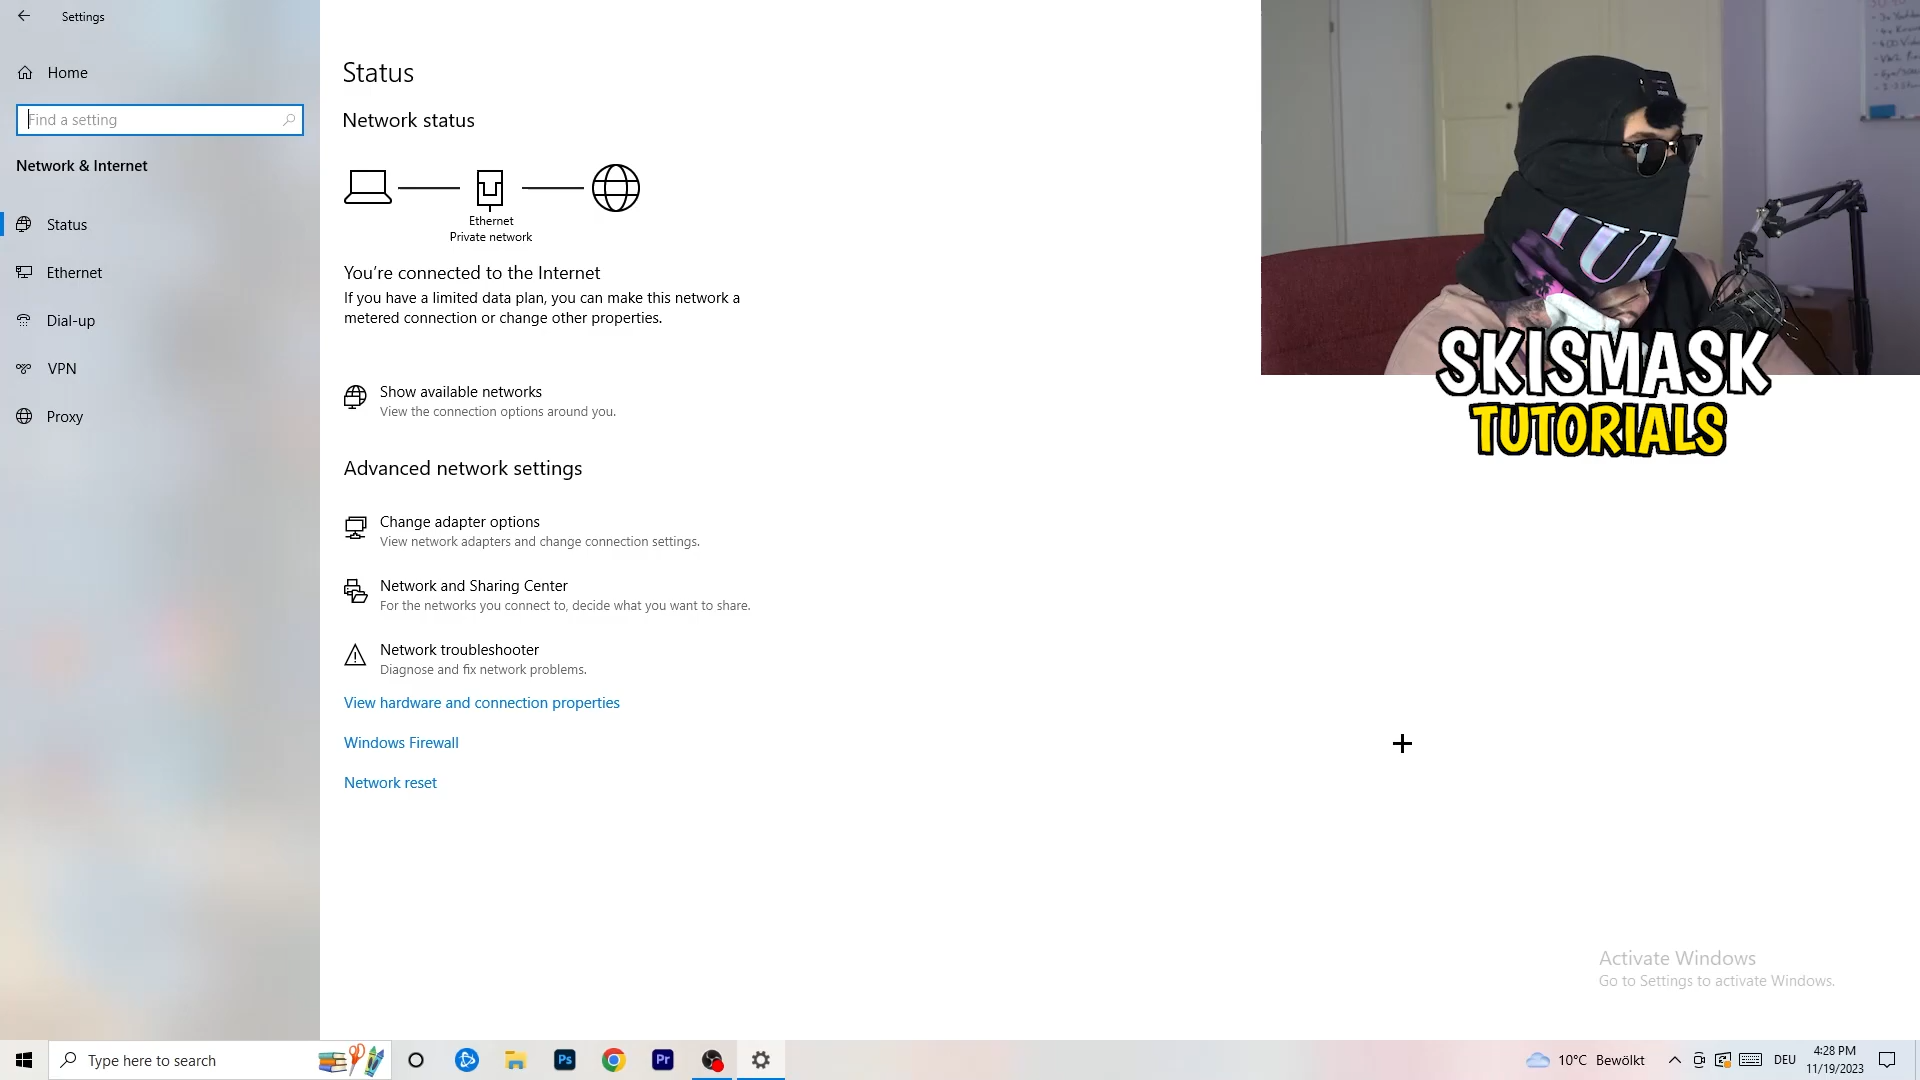 Settings
Home
Find a setting
Network & Internet
Status
Ethernet
Dial-up
VPN
Proxy
Status
Network status
Ethernet
Private network
You're connected to the Internet
If you have a limited data plan, you can make this network a
metered connection or change other properties.
Show available networks
View the connection options around you.
Advanced network settings
Change adapter options
View network adapters and change connection settings.
Network and Sharing Center
For the networks you connect to, decide what you want to share.
Network troubleshooter
Diagnose and fix network problems.
View hardware and connection properties
Windows Firewall
Network reset
SKISMASK
TUTORIALS
Activate Windows
Go to Settings to activate Windows.
Type here to search
Ps
Pr
10°C Bewölkt
DEU
4:28 PM
11/19/2023